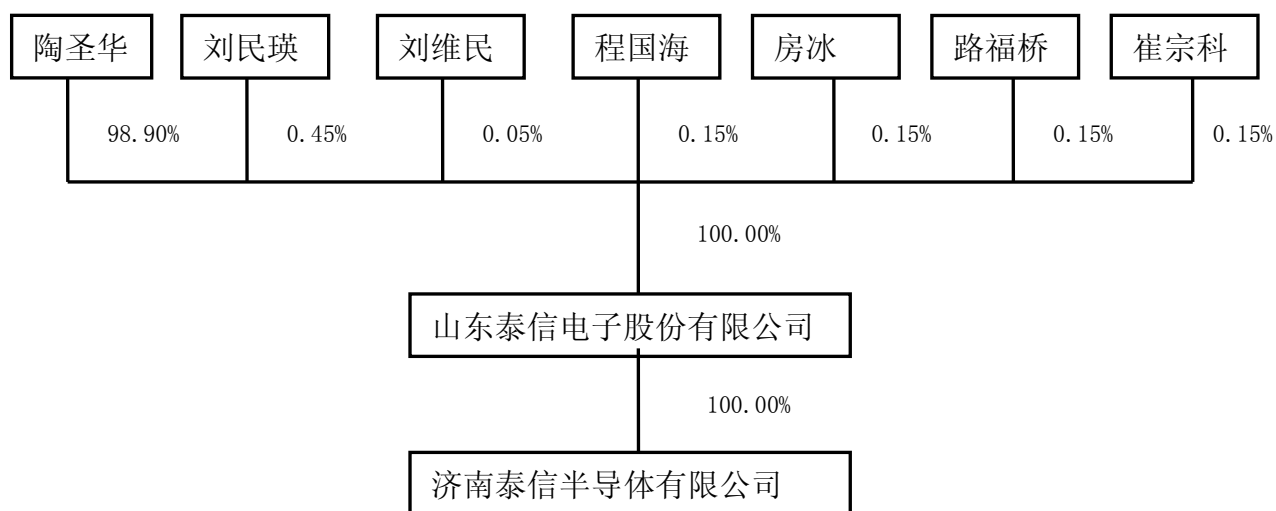 陶圣华 刘民瑛 刘维民 程国海 房冰 路福桥 崔宗科
98.90% 0.45% 0.05% 0.15% 0.15% 0.15% 0.15%
100.00%
山东泰信电子股份有限公司
100.00%
济南泰信半导体有限公司